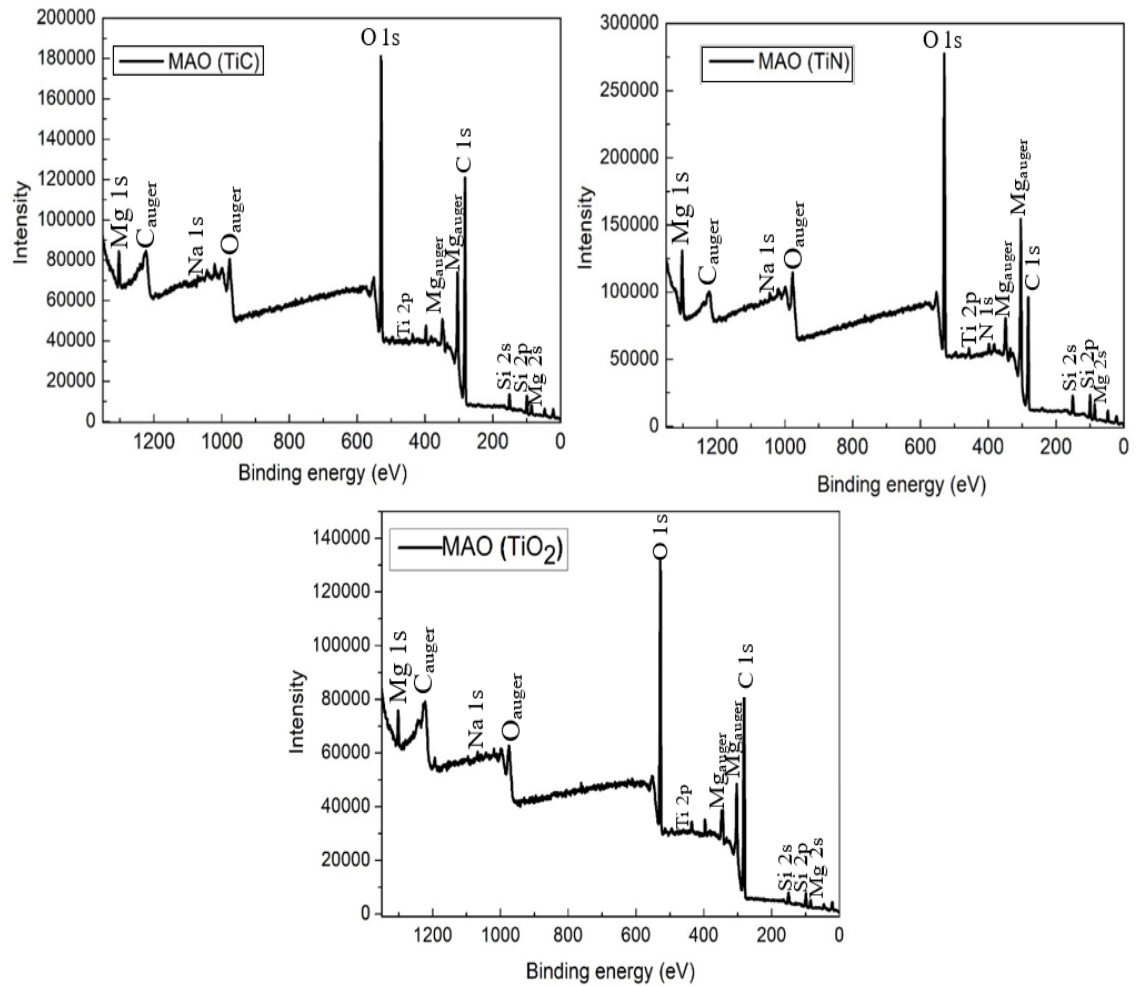 200000
180000
160000
140000
120000
100000
80000
60000
40000
20000
0
Intensity
MAO (TiC)
Mg 1s
C auger
Na 1s
O auger
O 1s
Ti 2p
Mg auger
Mg auger
C 1s
Si 2s
Si 2p
Mg 2s
1200 1000 800 600 400 200 0
Binding energy (eV)
300000
250000
200000
150000
100000
50000
0
Intensity
MAO (TiN)
Mg 1s
C auger
Na 1s
O auger
O 1s
Ti 2p
N 1s
Mg auger
Mg auger
C 1s
Si 2s
Si 2p
Mg 2s
1200 1000 800 600 400 200 0
Binding energy (eV)
140000
120000
100000
80000
60000
40000
20000
0
Intensity
MAO (TiO2)
Mg 1s
C auger
Na 1s
O auger
O 1s
Ti 2p
Mg auger
Mg auger
C 1s
Si 2s
Si 2p
Mg 2s
1200 1000 800 600 400 200 0
Binding energy (eV)